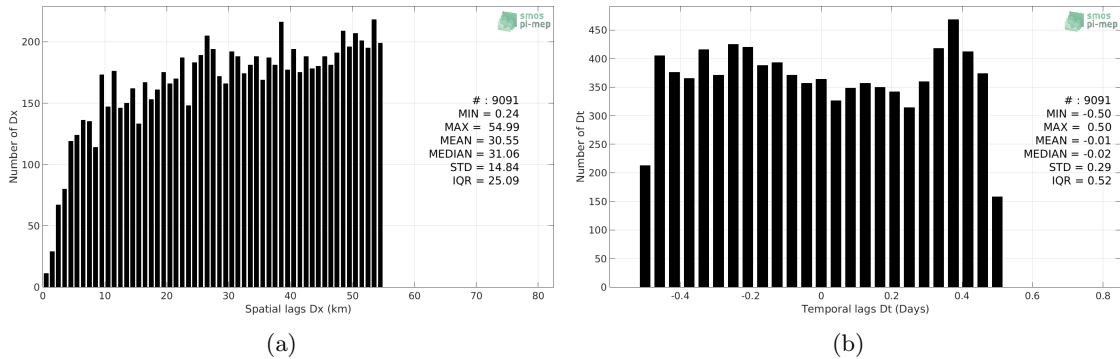 smos
pi-mep
200
150
100
50
0
Number of Dx
# : 9091
MIN = 0.24
MAX = 54.99
MEAN = 30.55
MEDIAN = 31.06
STD = 14.84
IQR = 25.09
0 10 20 30 40 50 60 70 80
Spatial lags Dx (km)
(a)
smos
pi-mep
450
400
350
300
250
200
150
100
50
0
Number of Dt
# : 9091
MIN = -0.50
MAX = 0.50
MEAN = -0.01
MEDIAN = -0.02
STD = 0.29
IQR = 0.52
-0.4 -0.2 0 0.2 0.4 0.6 0.8
Temporal lags Dt (Days)
(b)